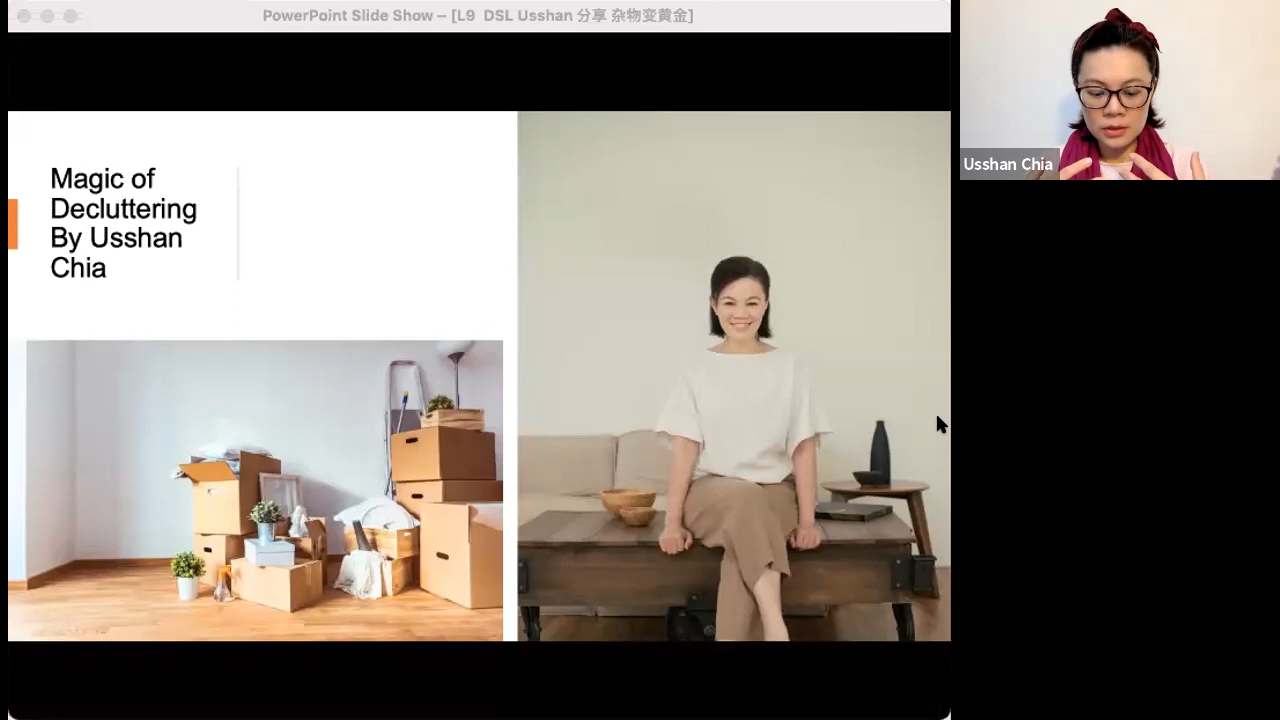 PowerPoint Slide Show – [L9  DSL Usshan 分享 杂物变黄金]
Magic of
Decluttering
By Usshan
Chia
Usshan Chia